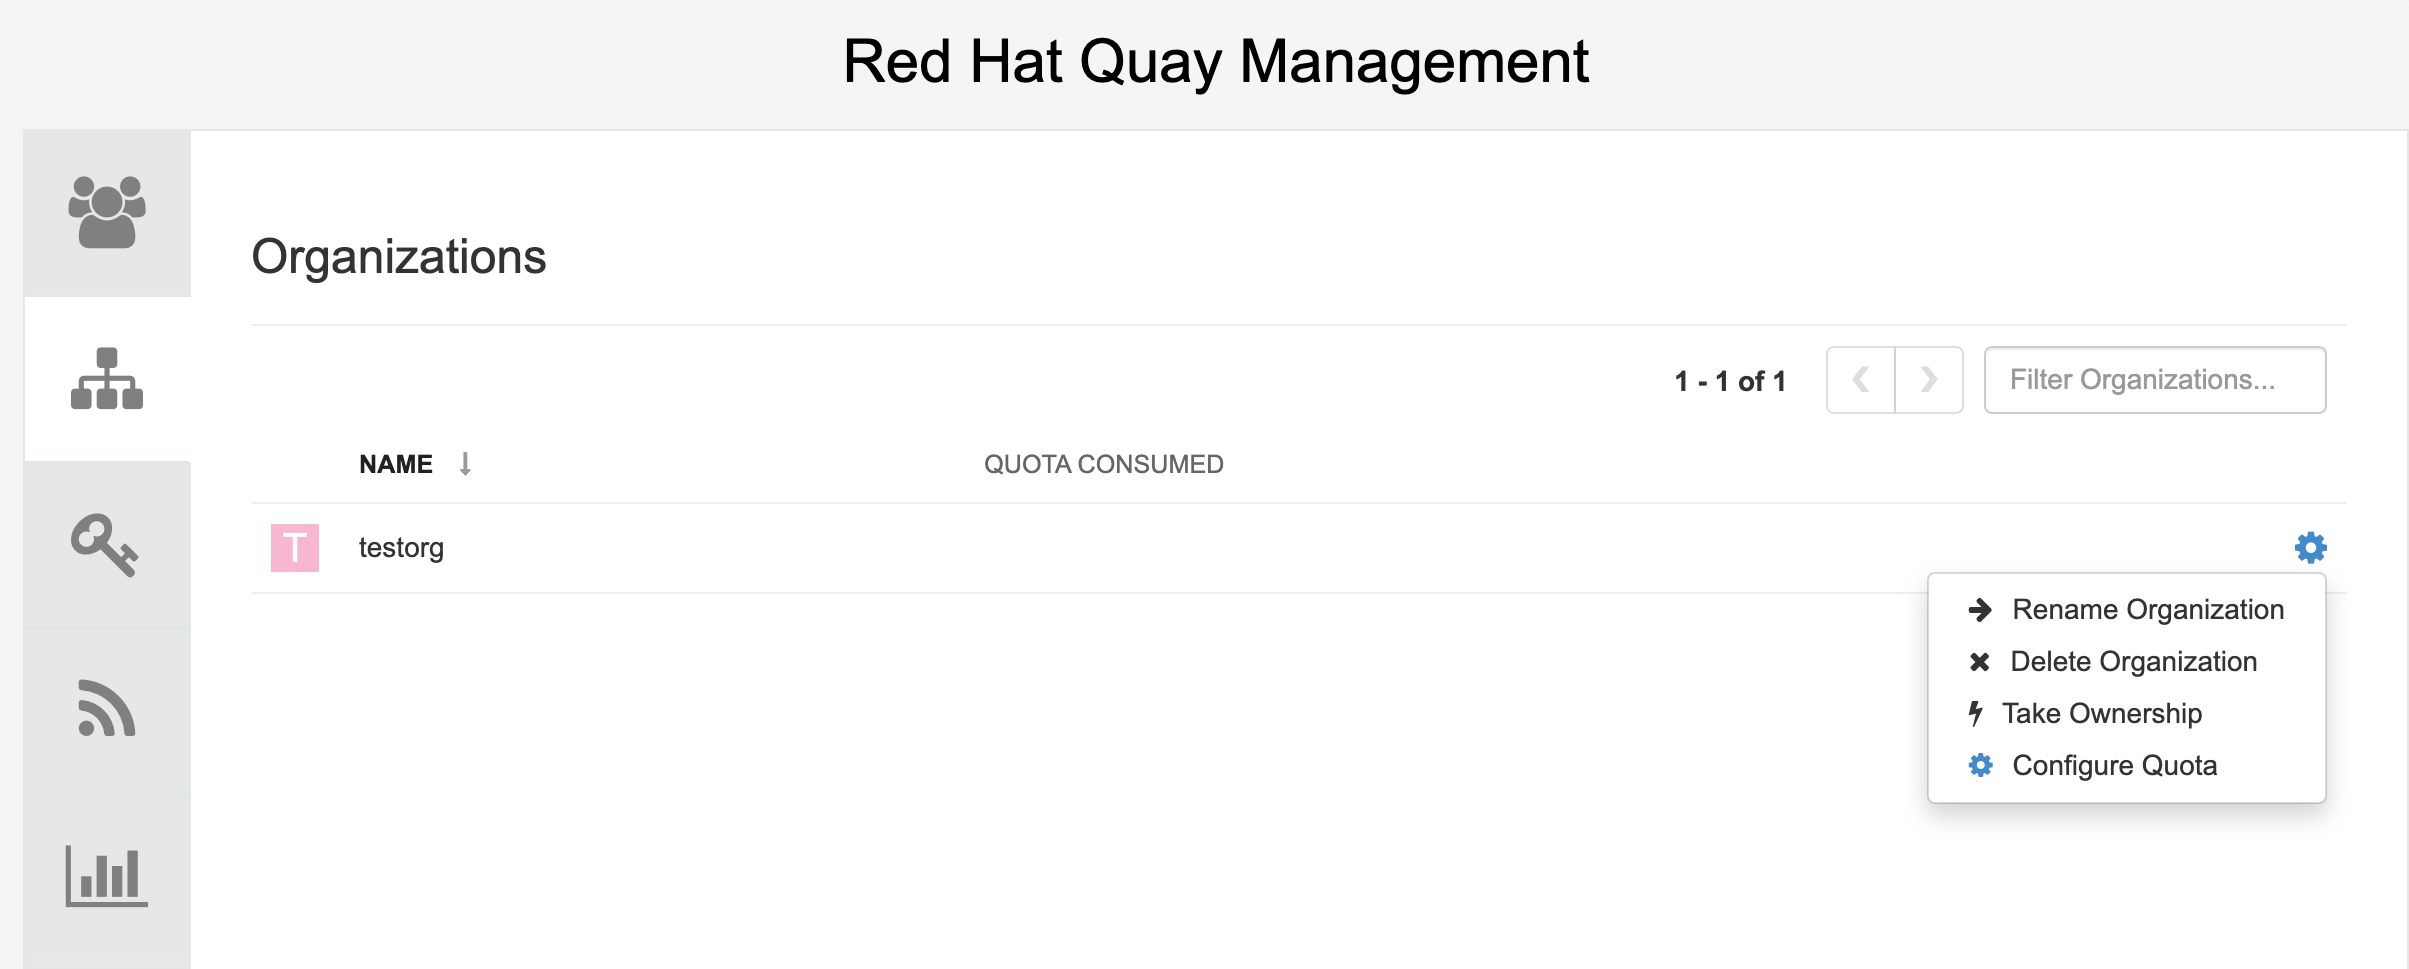 Red Hat Quay Management
Organizations
1 - 1 of 1
Filter Organizations...
NAME QUOTA CONSUMED
T testorg
Rename Organization
Delete Organization
Take Ownership
Configure Quota